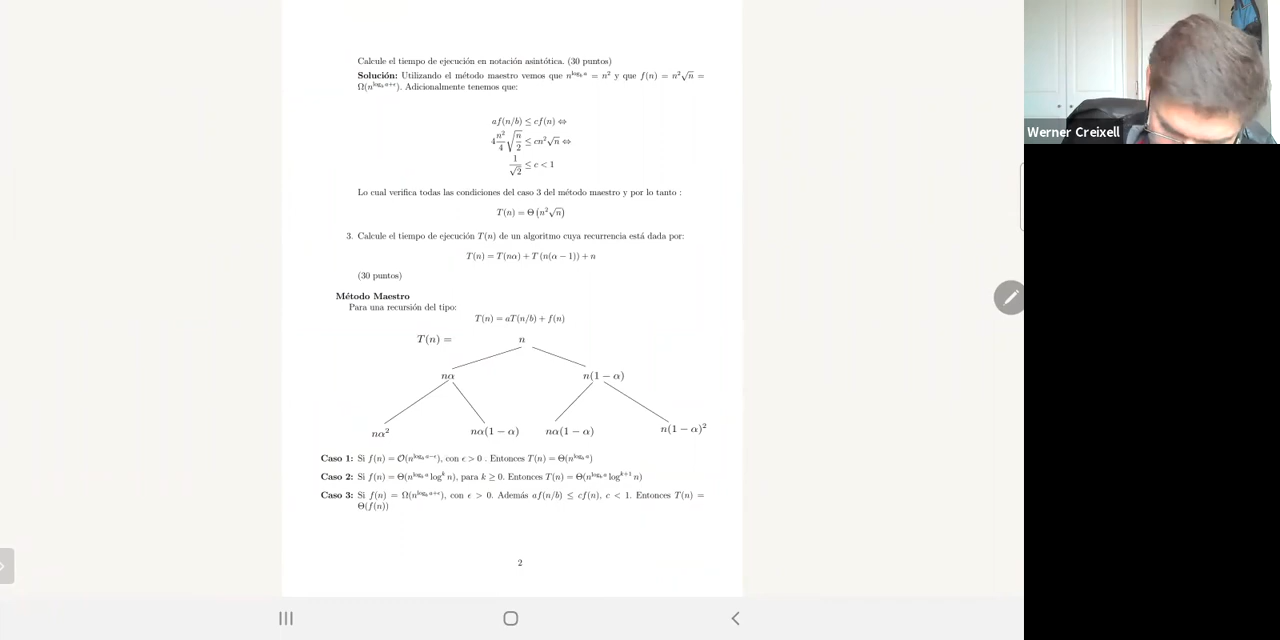 Calcule el tiempo de ejecución en notación asintótica. (30 puntos)
Solución: Utilizando el método maestro vemos que n^{log_b a} = n^2 y que f(n) = n^2√n =
Ω(n^{log_b a+ϵ}). Adicionalmente tenemos que:
af(n/b) ≤ cf(n) ⇔
4 n^2/4 √(n/2) ≤ cn^2√n ⇔
1/√2 ≤ c < 1
Lo cual verifica todas las condiciones del caso 3 del método maestro y por lo tanto :
T(n) = Θ (n^2√n)
3. Calcule el tiempo de ejecución T(n) de un algoritmo cuya recurrencia está dada por:
T(n) = T(nα) + T (n(α − 1)) + n
(30 puntos)
Método Maestro
Para una recursión del tipo:
T(n) = aT(n/b) + f(n)
T(n) = n
nα n(1 − α)
nα^2 nα(1 − α) nα(1 − α) n(1 − α)^2
Caso 1: Si f(n) = O(n^{log_b a−ϵ}), con ϵ > 0 . Entonces T(n) = Θ(n^{log_b a})
Caso 2: Si f(n) = Θ(n^{log_b a} log^k n), para k ≥ 0. Entonces T(n) = Θ(n^{log_b a} log^{k+1} n)
Caso 3: Si f(n) = Ω(n^{log_b a+ϵ}), con ϵ > 0. Además af(n/b) ≤ cf(n), c < 1. Entonces T(n) =
Θ(f(n))
2
Werner Creixell